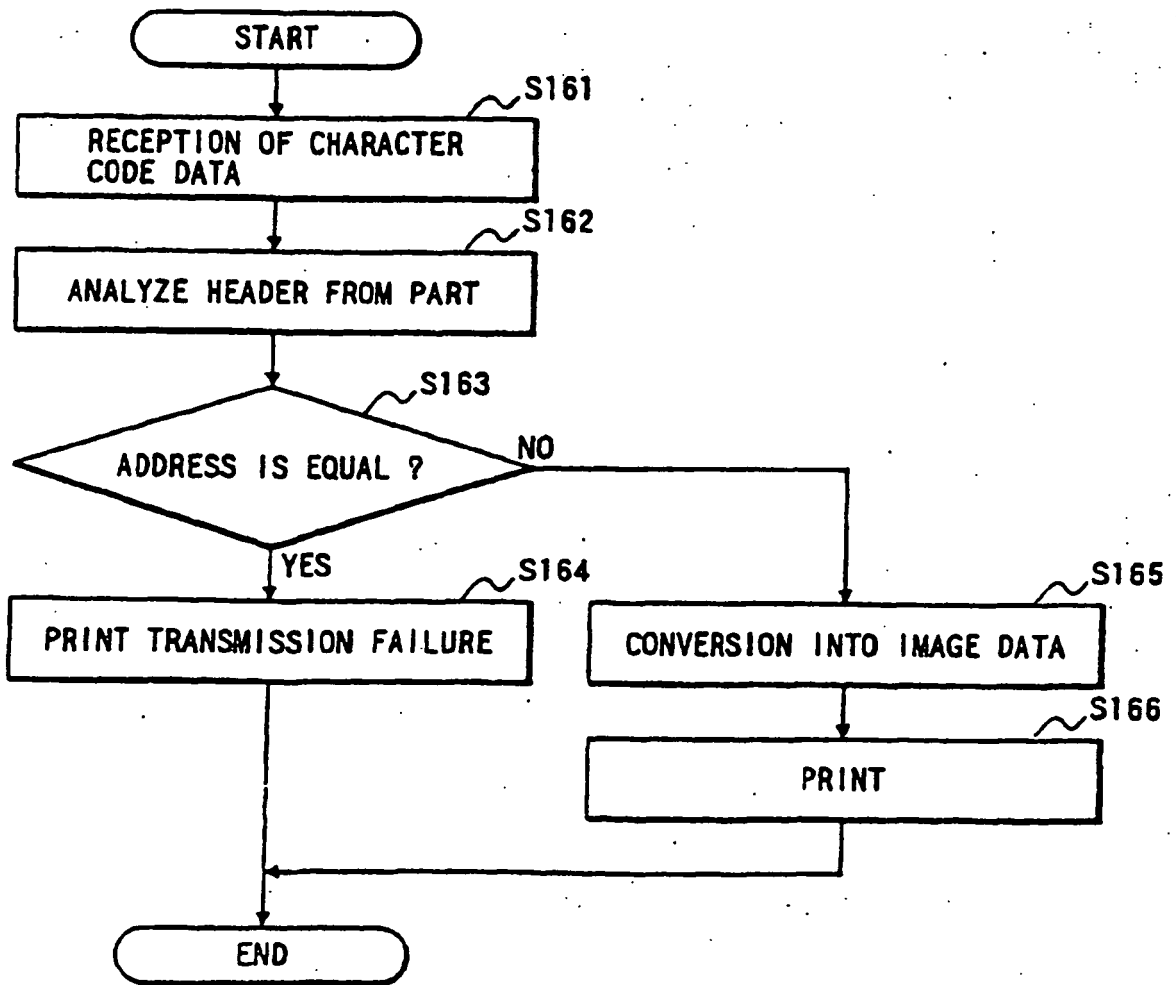 START
S161
RECEPTION OF CHARACTER
CODE DATA
S162
ANALYZE HEADER FROM PART
S163
ADDRESS IS EQUAL ?
NO
YES
S164
PRINT TRANSMISSION FAILURE
S165
CONVERSION INTO IMAGE DATA
S166
PRINT
END